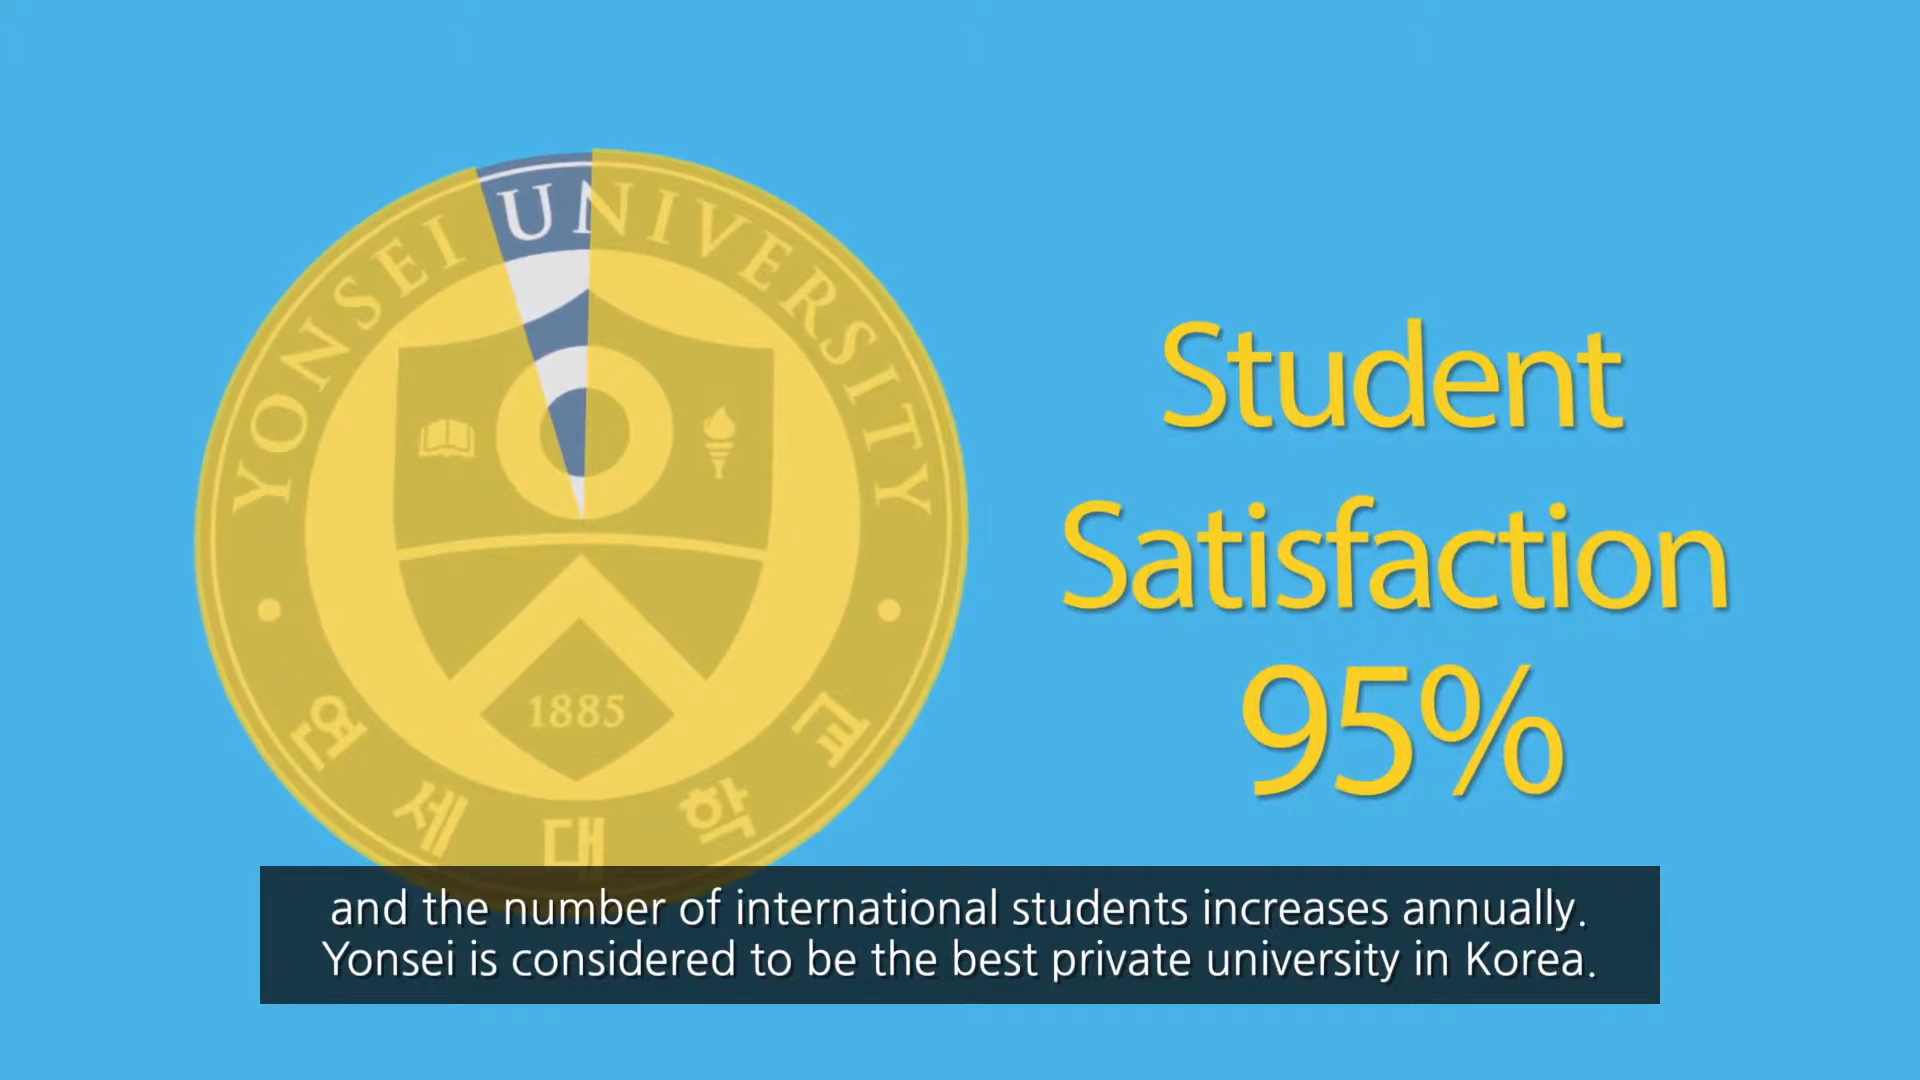 YONSEI UNIVERSITY
1885
연세대학교
Student
Satisfaction
95%
and the number of international students increases annually.
Yonsei is considered to be the best private university in Korea.